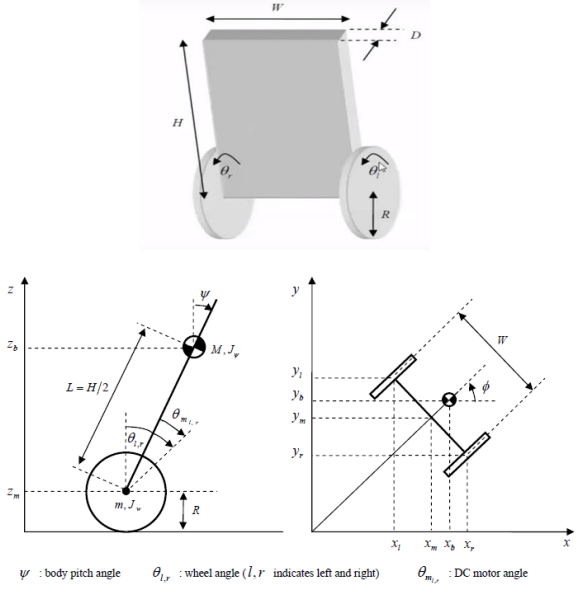 W
D
H
θr
θl
R
z
ψ
zb
M, Jψ
L = H/2
θml,r
θl,r
zm
m, Jw
R
y
W
yl
yb
ϕ
ym
yr
xl xm xb xr x
ψ : body pitch angle θl,r : wheel angle (l, r indicates left and right) θml,r : DC motor angle